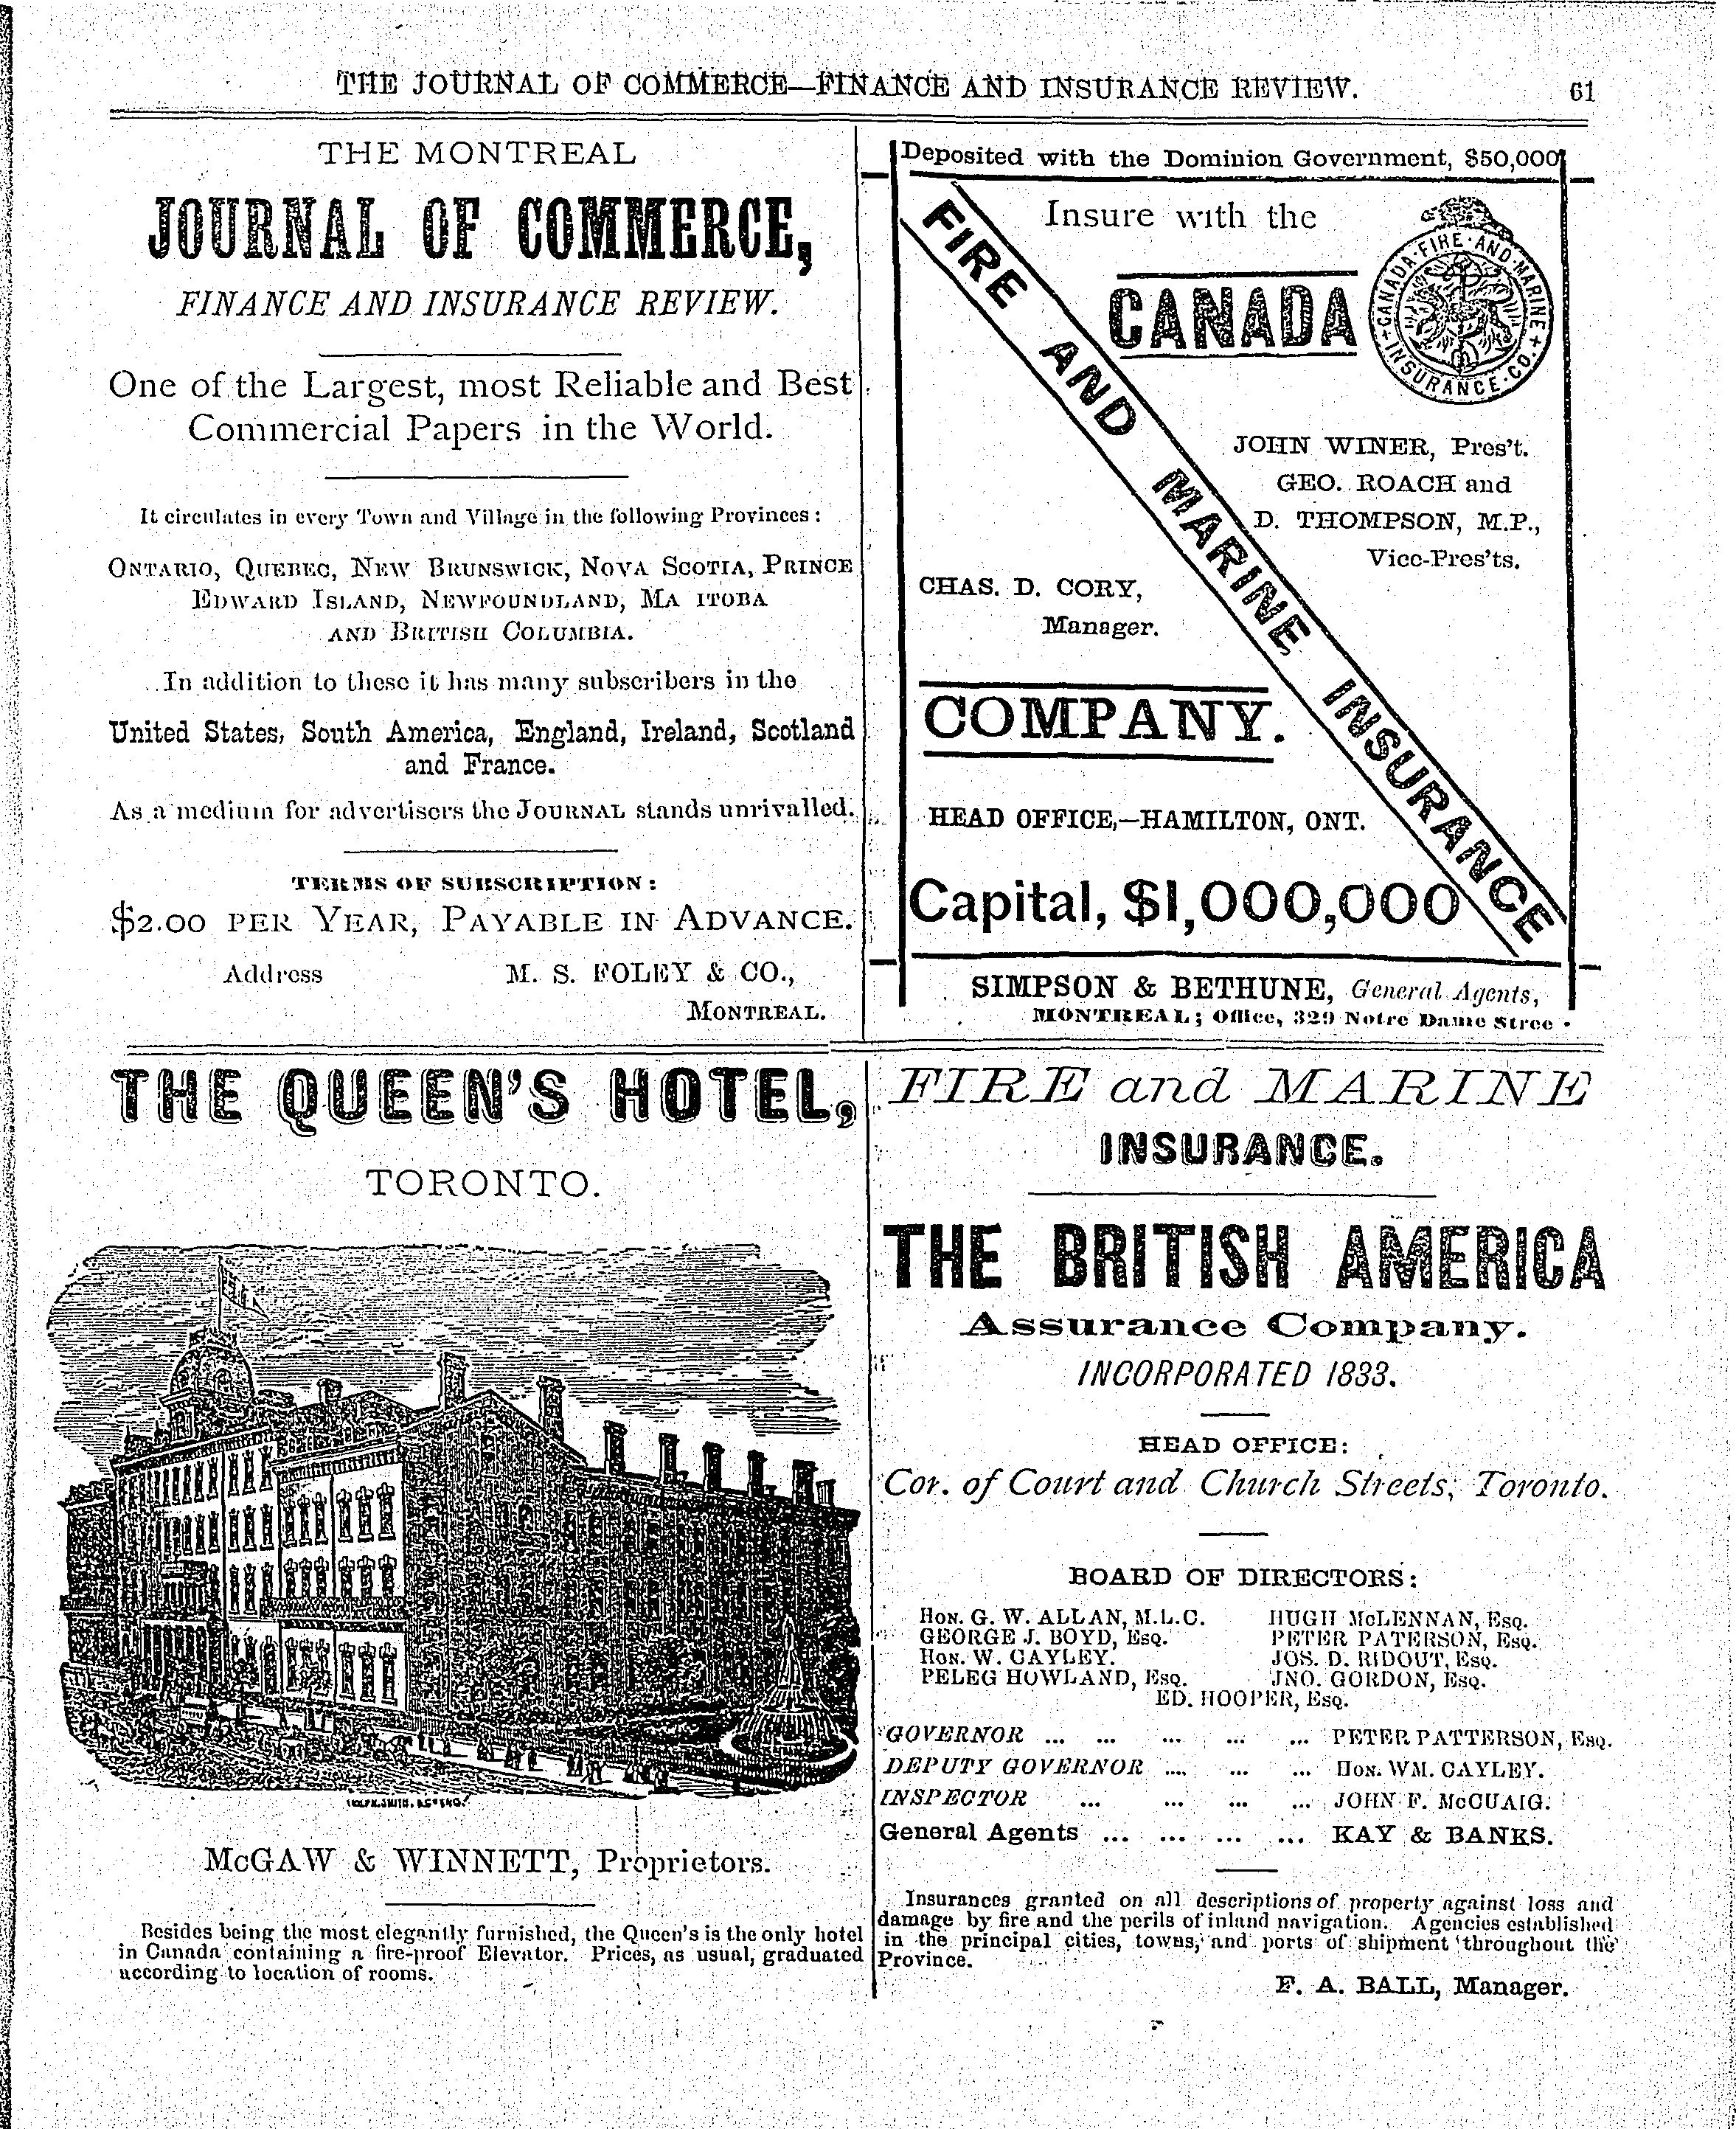 THE JOURNAL OF COMMERCE—FINANCE AND INSURANCE REVIEW. 61
THE MONTREAL
JOURNAL OF COMMERCE,
FINANCE AND INSURANCE REVIEW.
One of the Largest, most Reliable and Best
Commercial Papers in the World.
It circulates in every Town and Village in the following Provinces:
ONTARIO, QUEBEC, NEW BRUNSWICK, NOVA SCOTIA, PRINCE
EDWARD ISLAND, NEWFOUNDLAND, MA ITOBA
AND BRITISH COLUMBIA.
In addition to these it has many subscribers in the
United States, South America, England, Ireland, Scotland
and France.
As a medium for advertisers the JOURNAL stands unrivalled.
TERMS OF SUBSCRIPTION:
$2.00 PER YEAR, PAYABLE IN ADVANCE.
Address M. S. FOLEY & CO.,
MONTREAL.
Deposited with the Dominion Government, $50,000
Insure with the
CANADA
FIRE AND MARINE INSURANCE
CANADA·FIRE·AND·MARINE
+INSURANCE·CO.+
JOHN WINER, Pres't.
GEO. ROACH and
D. THOMPSON, M.P.,
Vice-Pres'ts.
CHAS. D. CORY,
Manager.
COMPANY.
HEAD OFFICE,—HAMILTON, ONT.
Capital, $1,000,000
SIMPSON & BETHUNE, General Agents,
MONTREAL; Office, 329 Notre Dame Stree
THE QUEEN'S HOTEL,
TORONTO.
McGAW & WINNETT, Proprietors.
Besides being the most elegantly furnished, the Queen's is the only hotel
in Canada containing a fire-proof Elevator. Prices, as usual, graduated
according to location of rooms.
FIRE and MARINE
INSURANCE.
THE BRITISH AMERICA
Assurance Company.
INCORPORATED 1833.
HEAD OFFICE:
Cor. of Court and Church Streets, Toronto.
BOARD OF DIRECTORS:
HON. G. W. ALLAN, M.L.C. HUGH McLENNAN, ESQ.
GEORGE J. BOYD, ESQ. PETER PATERSON, ESQ.
HON. W. CAYLEY. JOS. D. RIDOUT, ESQ.
PELEG HOWLAND, ESQ. JNO. GORDON, ESQ.
ED. HOOPER, ESQ.
GOVERNOR ... ... ... ... ... PETER PATTERSON, ESQ.
DEPUTY GOVERNOR .... ... ... HON. WM. CAYLEY.
INSPECTOR ... ... ... ... JOHN F. McCUAIG.
General Agents ... ... ... ... KAY & BANKS.
Insurances granted on all descriptions of property against loss and
damage by fire and the perils of inland navigation. Agencies established
in the principal cities, towns, and ports of shipment throughout the
Province.
F. A. BALL, Manager.